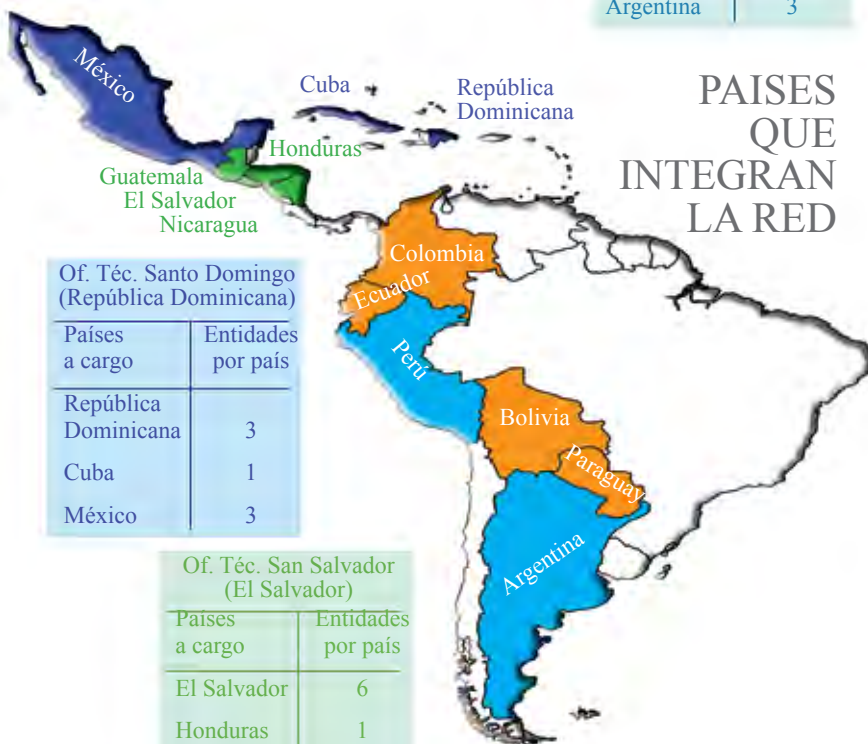 Argentina 3
PAISES
QUE
INTEGRAN
LA RED
México
Cuba
República
Dominicana
Honduras
Guatemala
El Salvador
Nicaragua
Colombia
Ecuador
Perú
Bolivia
Paraguay
Argentina
Of. Téc. Santo Domingo
(República Dominicana)
Países Entidades
a cargo por país
República
Dominicana 3
Cuba 1
México 3
Of. Téc. San Salvador
(El Salvador)
Países Entidades
a cargo por país
El Salvador 6
Honduras 1